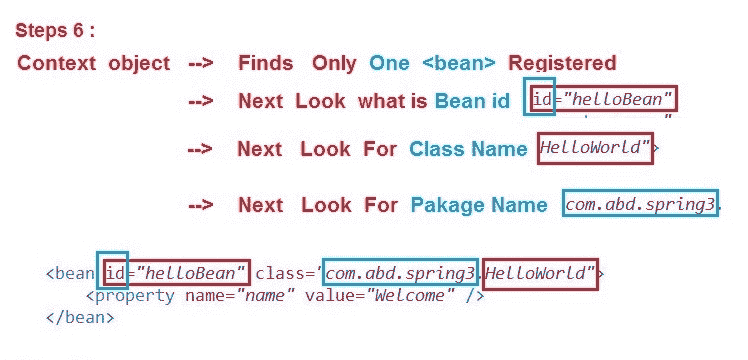 Steps 6 :
Context object --> Finds Only One <bean> Registered
--> Next Look what is Bean id id="helloBean"
--> Next Look For Class Name HelloWorld">
--> Next Look For Pakage Name com.abd.spring3.
<bean id="helloBean" class="com.abd.spring3.HelloWorld">
<property name="name" value="Welcome" />
</bean>